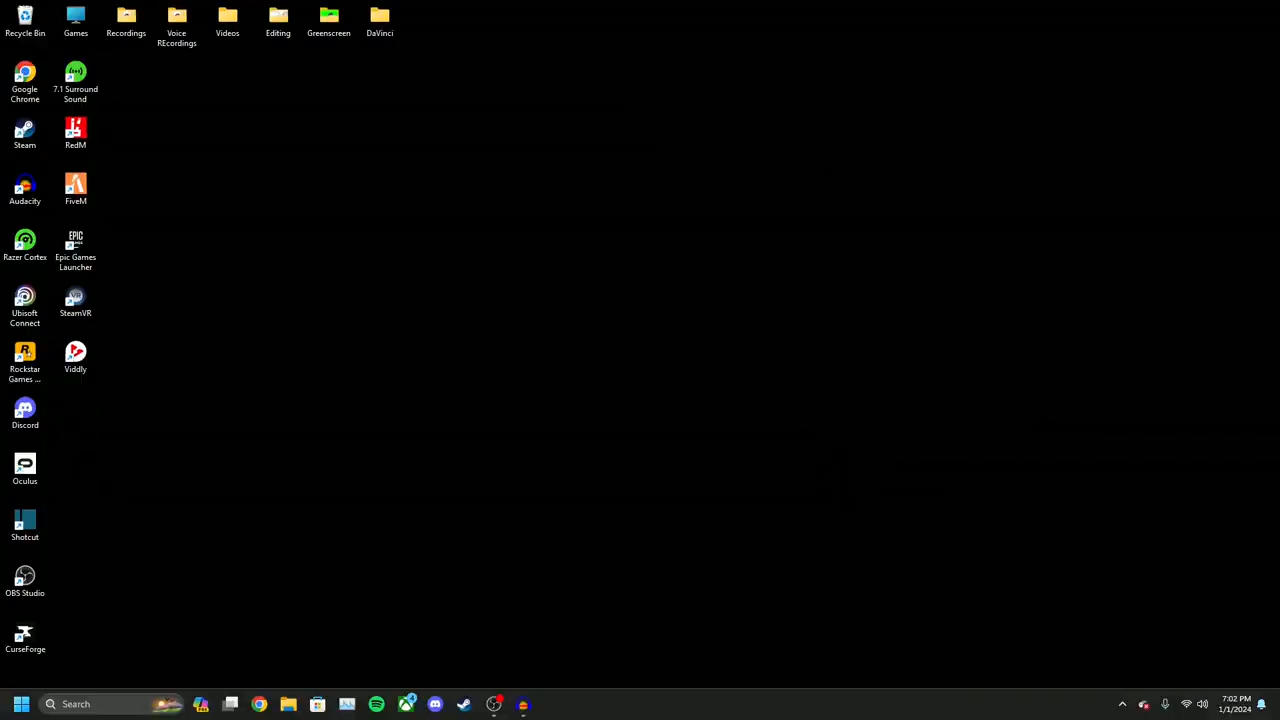 Recycle Bin
Games
Recordings
Voice
REcordings
Videos
Editing
Greenscreen
DaVinci
Google
Chrome
7.1 Surround
Sound
Steam
RedM
Audacity
FiveM
Razer Cortex
EPIC
Epic Games
Launcher
Ubisoft
Connect
VR
SteamVR
R
Rockstar
Games ...
Viddly
Discord
Oculus
Shotcut
OBS Studio
CurseForge
Search
4
7:02 PM
1/1/2024